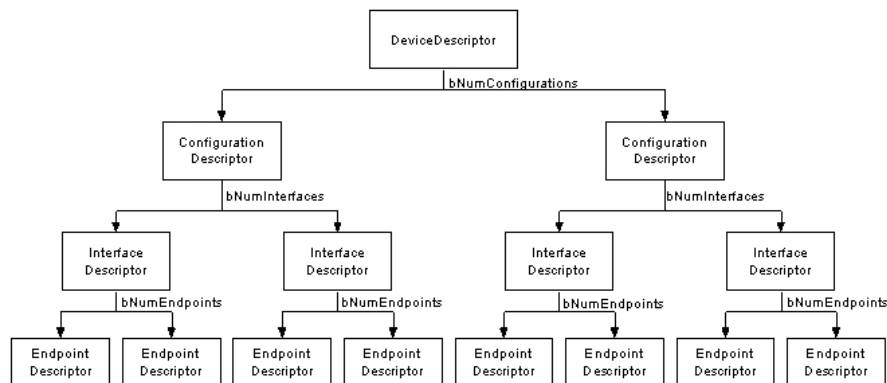 DeviceDescriptor
bNumConfigurations
Configuration
Descriptor
Configuration
Descriptor
bNumInterfaces
bNumInterfaces
Interface
Descriptor
Interface
Descriptor
Interface
Descriptor
Interface
Descriptor
bNumEndpoints
bNumEndpoints
bNumEndpoints
bNumEndpoints
Endpoint
Descriptor
Endpoint
Descriptor
Endpoint
Descriptor
Endpoint
Descriptor
Endpoint
Descriptor
Endpoint
Descriptor
Endpoint
Descriptor
Endpoint
Descriptor